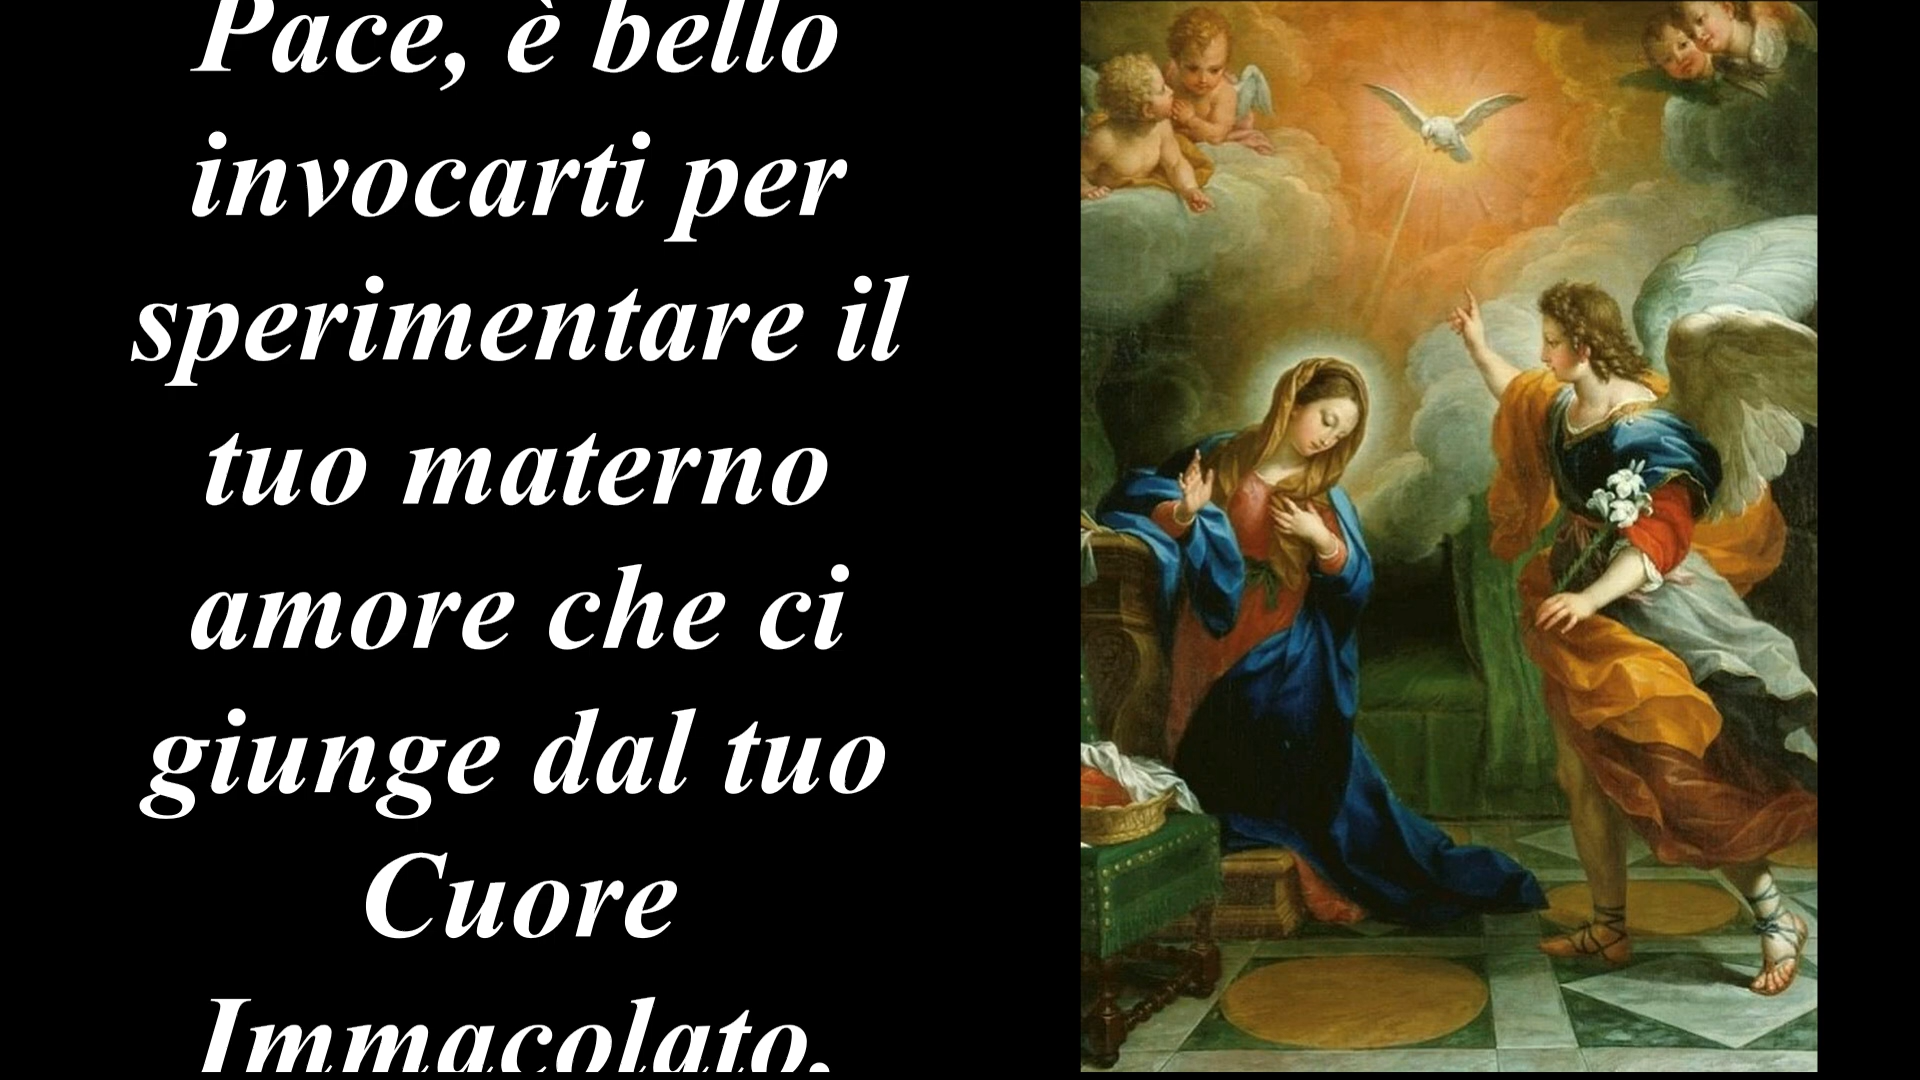 Pace, è bello
invocarti per
sperimentare il
tuo materno
amore che ci
giunge dal tuo
Cuore
Immacolato.